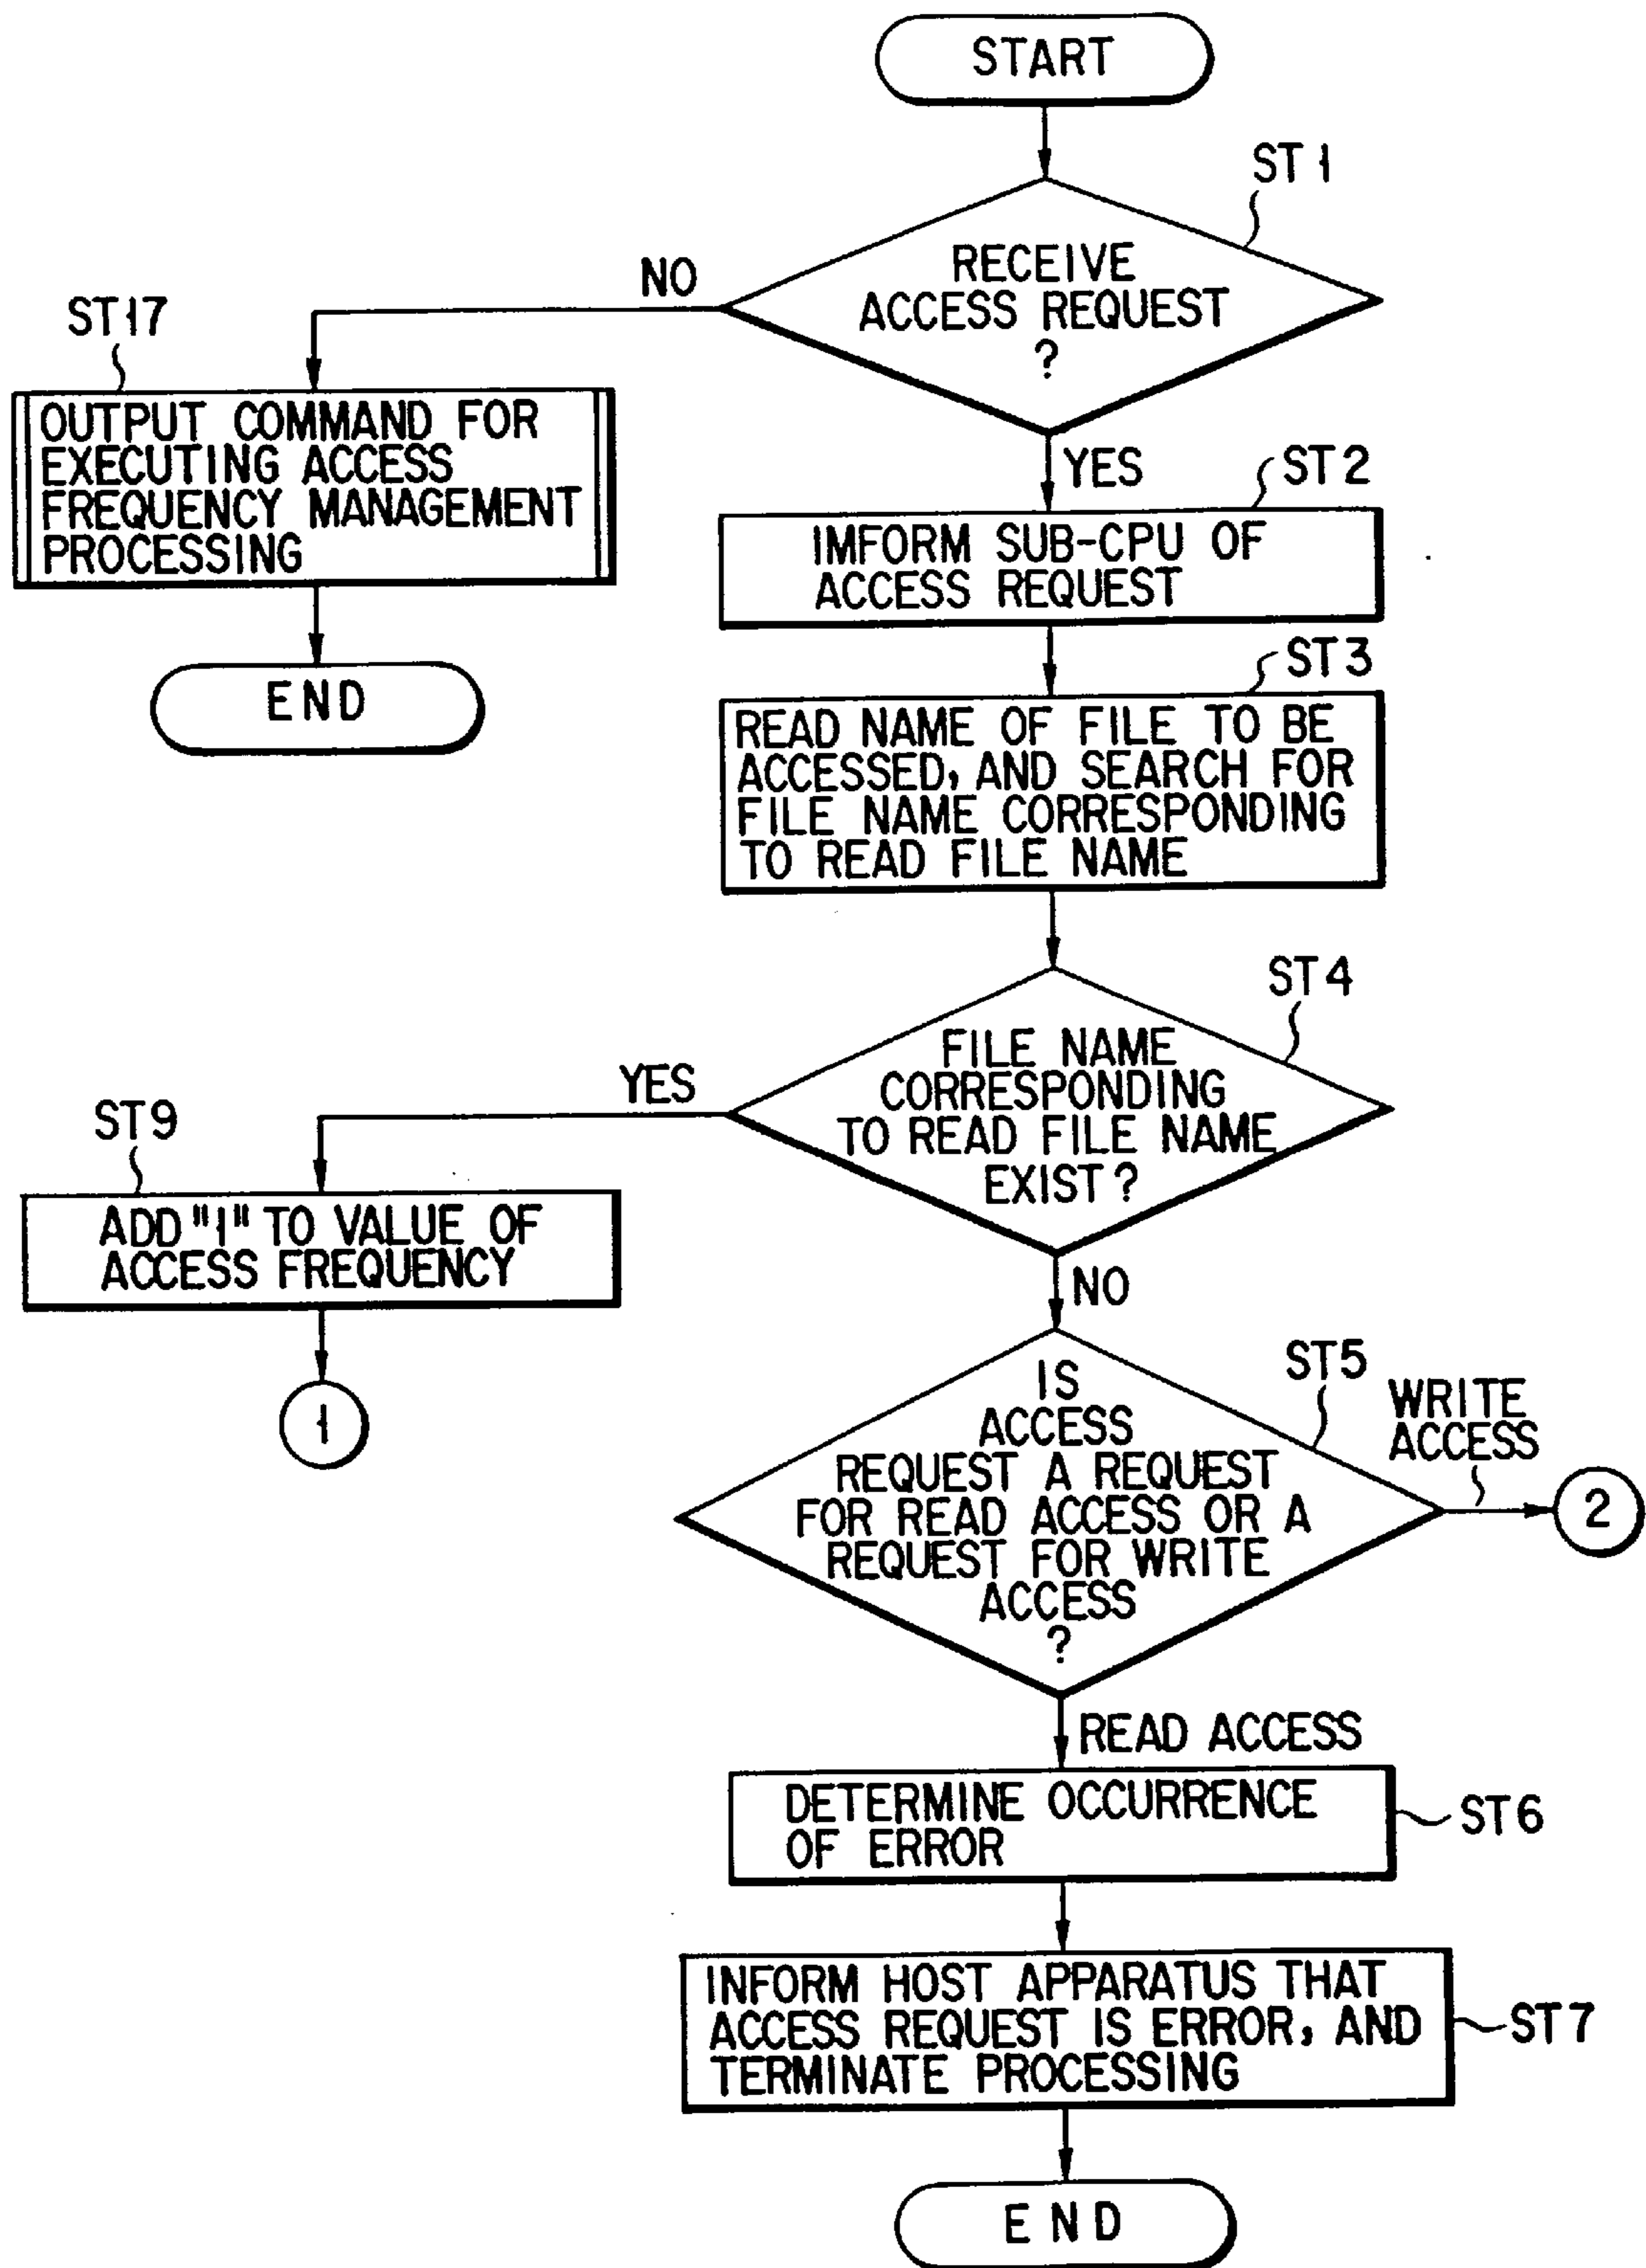 START
ST1
RECEIVE
ACCESS REQUEST
?
NO
ST17
OUTPUT COMMAND FOR
EXECUTING ACCESS
FREQUENCY MANAGEMENT
PROCESSING
END
YES
ST2
IMFORM SUB-CPU OF
ACCESS REQUEST
ST3
READ NAME OF FILE TO BE
ACCESSED, AND SEARCH FOR
FILE NAME CORRESPONDING
TO READ FILE NAME
ST4
FILE NAME
CORRESPONDING
TO READ FILE NAME
EXIST?
YES
ST9
ADD "1" TO VALUE OF
ACCESS FREQUENCY
1
NO
ST5
IS
ACCESS
REQUEST A REQUEST
FOR READ ACCESS OR A
REQUEST FOR WRITE
ACCESS
?
WRITE
ACCESS
2
READ ACCESS
DETERMINE OCCURRENCE
OF ERROR
ST6
INFORM HOST APPARATUS THAT
ACCESS REQUEST IS ERROR, AND
TERMINATE PROCESSING
ST7
END